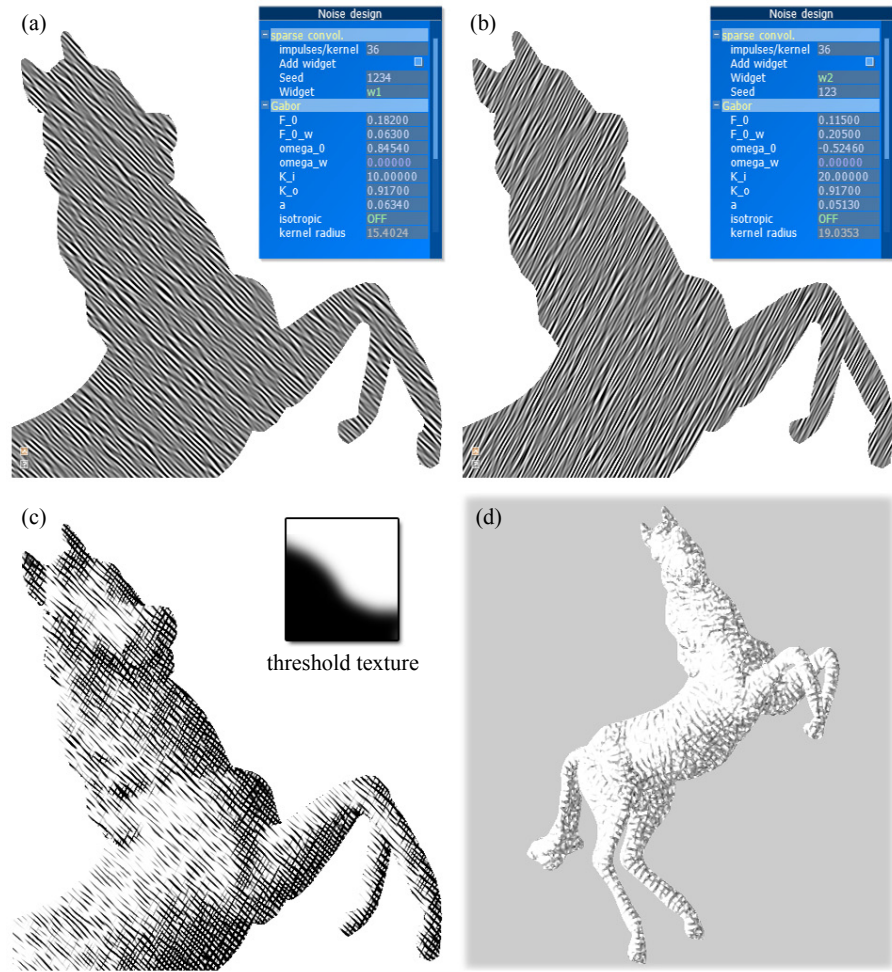 (a)
Noise design
sparse convol.
impulses/kernel 36
Add widget
Seed 1234
Widget w1
Gabor
F_0 0.18200
F_0_w 0.06300
omega_0 0.84540
omega_w 0.00000
K_i 10.00000
K_o 0.91700
a 0.06340
isotropic OFF
kernel radius 15.4024
(b)
Noise design
sparse convol.
impulses/kernel 36
Add widget
Widget w2
Seed 123
Gabor
F_0 0.11500
F_0_w 0.20500
omega_0 -0.52460
omega_w 0.00000
K_i 20.00000
K_o 0.91700
a 0.05130
isotropic OFF
kernel radius 19.0353
(c)
threshold texture
(d)